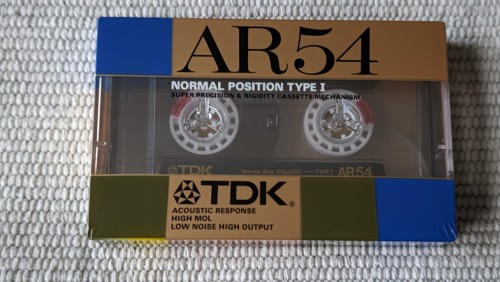 AR54
NORMAL POSITION TYPE I
SUPER PRECISION & RIGIDITY CASSETTE MECHANISM
TDK
TYPE I
AR54
TDK®
ACOUSTIC RESPONSE
HIGH MOL
LOW NOISE HIGH OUTPUT